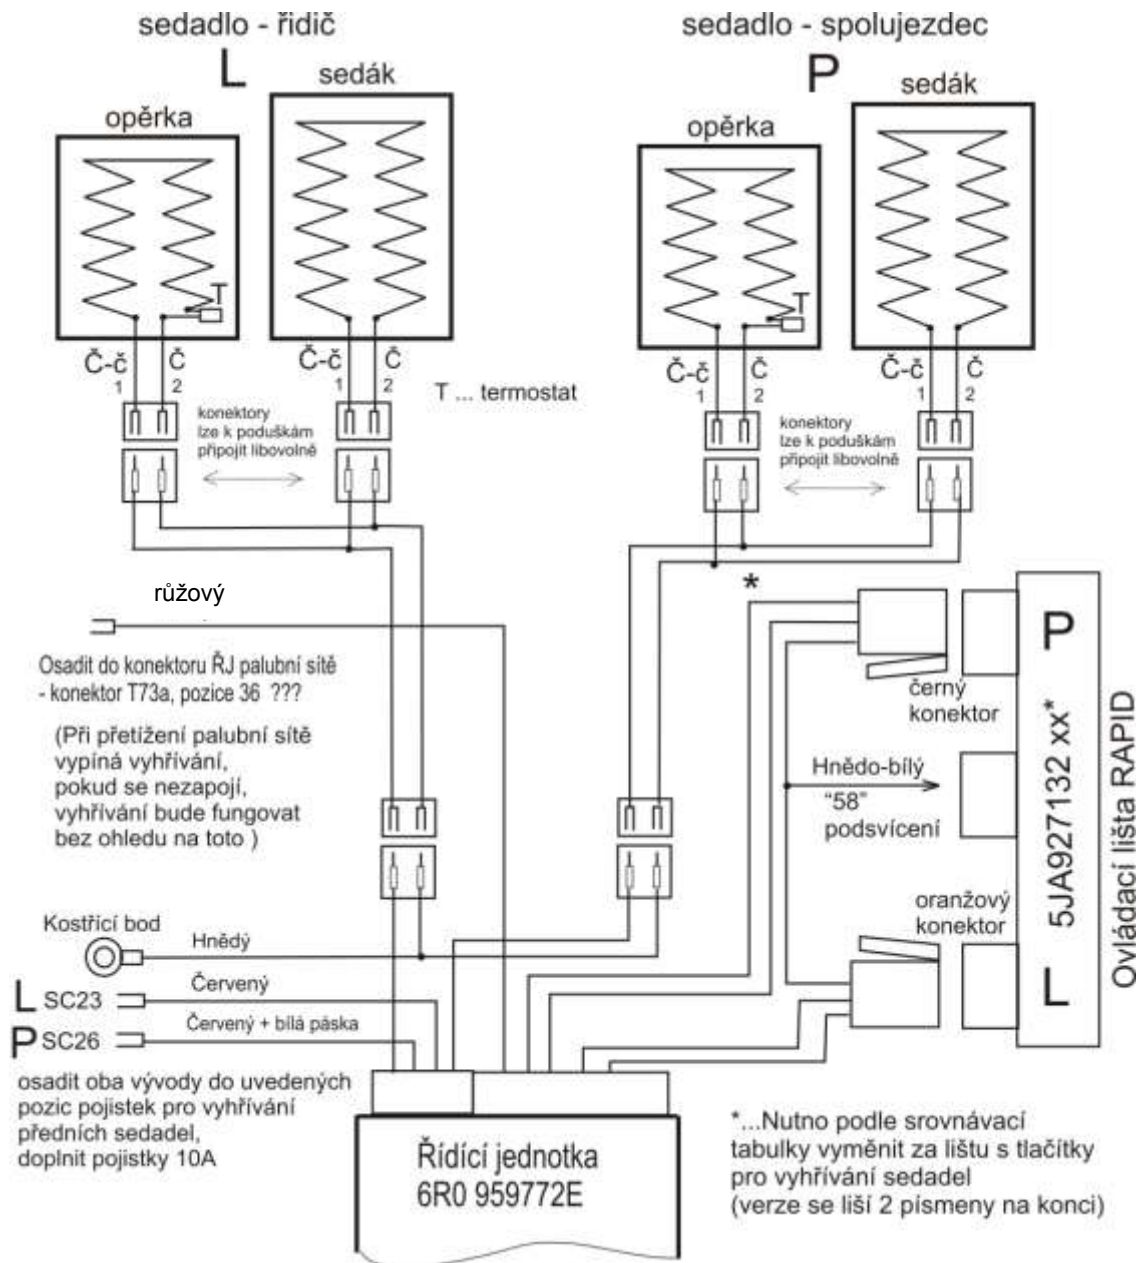 sedadlo - řidič
L
sedák
opěrka
T
Č-č
1
Č
2
Č-č
1
Č
2
T ... termostat
konektory
lze k poduškám
připojit libovolně
sedadlo - spolujezdec
P
sedák
opěrka
T
Č-č
1
Č
2
Č-č
1
Č
2
konektory
lze k poduškám
připojit libovolně
růžový
Osadit do konektoru ŘJ palubní sítě
- konektor T73a, pozice 36 ???
(Při přetížení palubní sítě
vypíná vyhřívání,
pokud se nezapojí,
vyhřívání bude fungovat
bez ohledu na toto )
*
P
černý
konektor
Hnědo-bílý
"58"
podsvícení
oranžový
konektor
L
5JA927132 xx*
Ovládací lišta RAPID
Kostřící bod
Hnědý
L SC23
Červený
P SC26
Červený + bílá páska
osadit oba vývody do uvedených
pozic pojistek pro vyhřívání
předních sedadel,
doplnit pojistky 10A
Řídící jednotka
6R0 959772E
*...Nutno podle srovnávací
tabulky vyměnit za lištu s tlačítky
pro vyhřívání sedadel
(verze se liší 2 písmeny na konci)